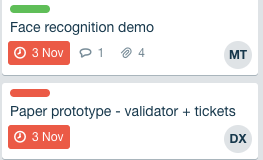 Face recognition demo
3 Nov 1 4 MT
Paper prototype - validator + tickets
3 Nov DX